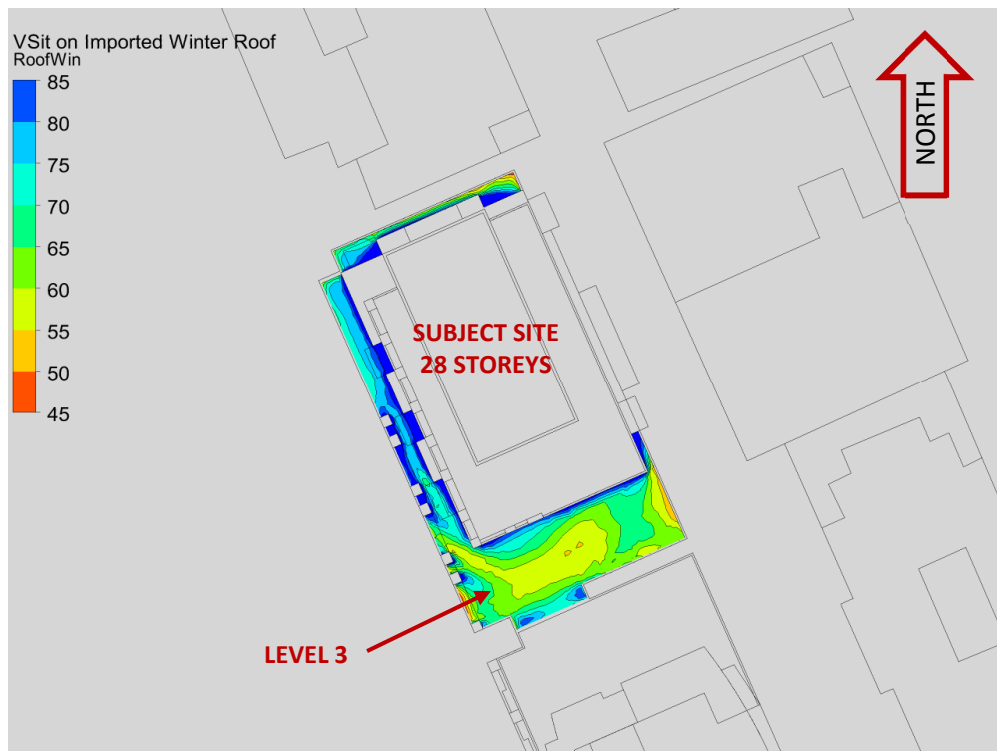 VSit on Imported Winter Roof
RoofWin
85
80
75
70
65
60
55
50
45
NORTH
SUBJECT SITE
28 STOREYS
LEVEL 3